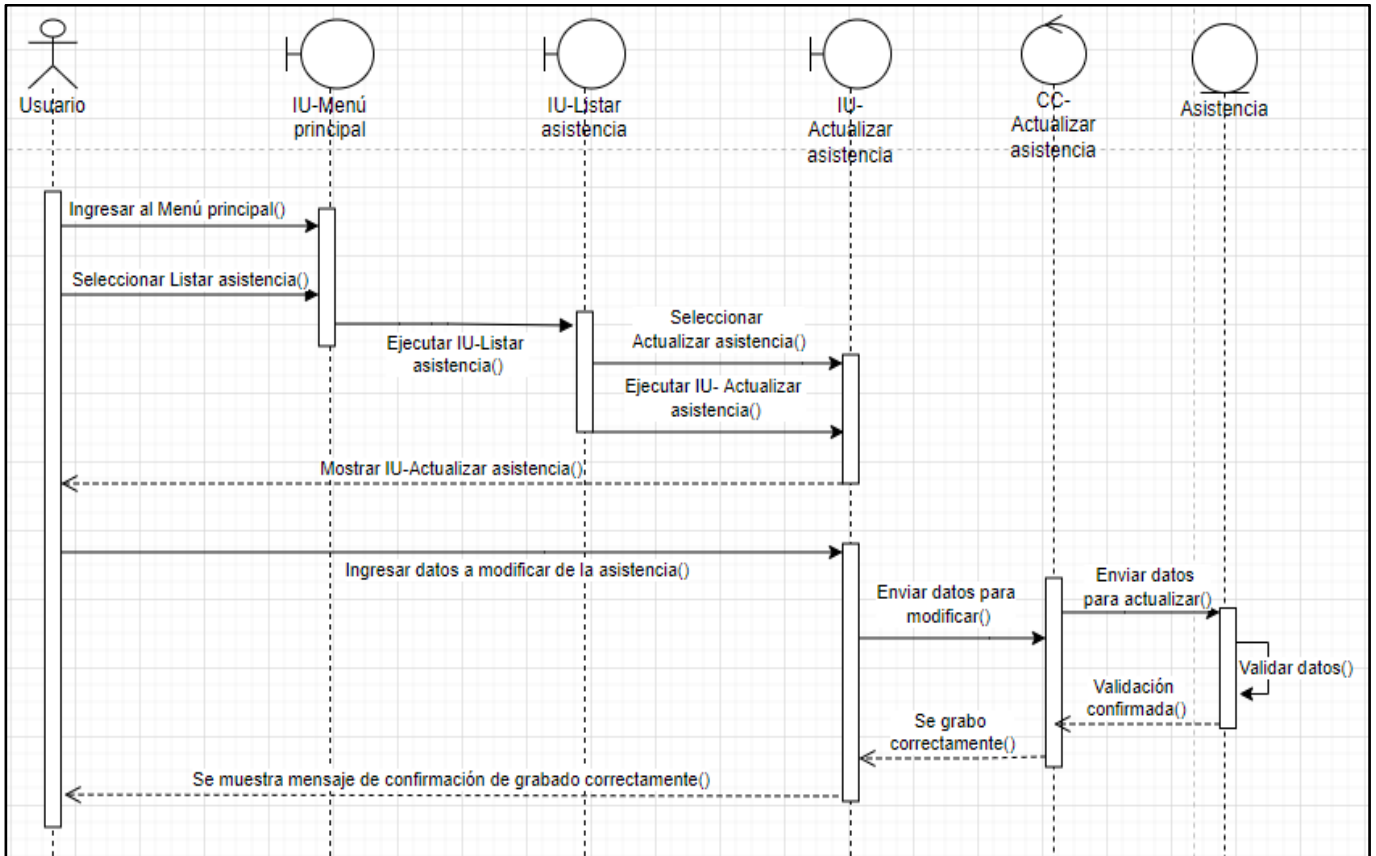 Usuario
IU-Menú
principal
IU-Listar
asistencia
IU-
Actualizar
asistencia
CC-
Actualizar
asistencia
Asistencia
Ingresar al Menú principal()
Seleccionar Listar asistencia()
Ejecutar IU-Listar
asistencia()
Seleccionar
Actualizar asistencia()
Ejecutar IU- Actualizar
asistencia()
Mostrar IU-Actualizar asistencia()
Ingresar datos a modificar de la asistencia()
Enviar datos para
modificar()
Enviar datos
para actualizar()
Validar datos()
Validación
confirmada()
Se grabo
correctamente()
Se muestra mensaje de confirmación de grabado correctamente()